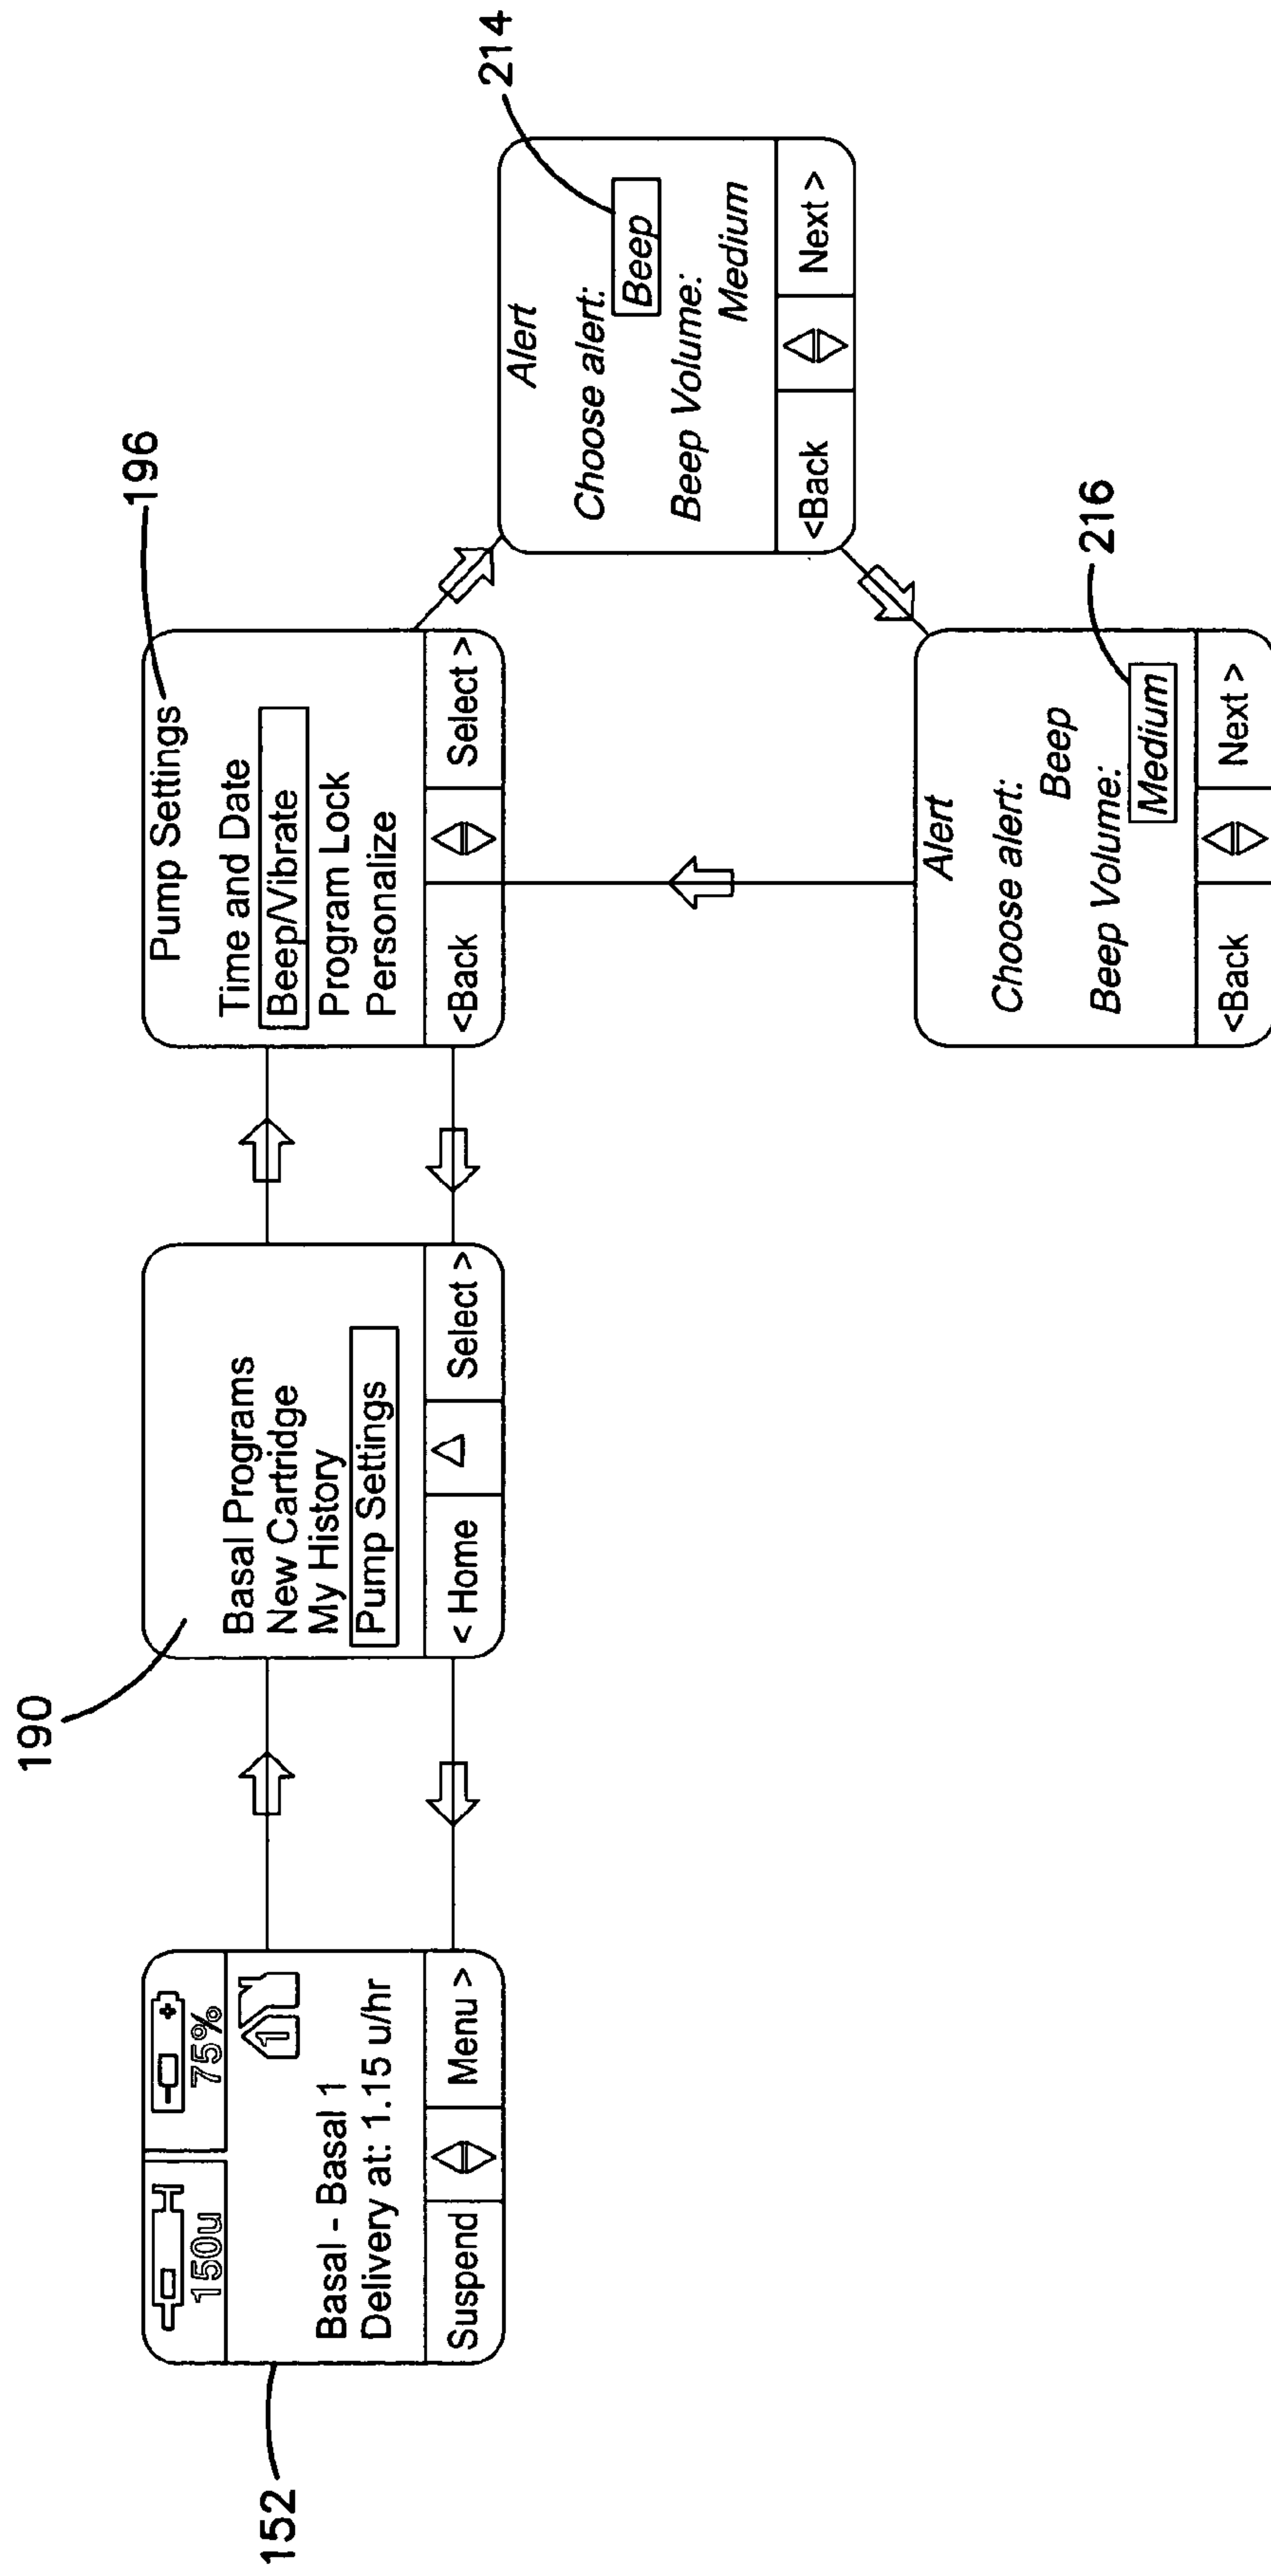 152
150u
75%
1
Basal - Basal 1
Delivery at: 1.15 u/hr
Suspend
Menu >
190
Basal Programs
New Cartridge
My History
Pump Settings
< Home
Select >
196
Pump Settings
Time and Date
Beep/Vibrate
Program Lock
Personalize
<Back
Select >
214
Alert
Choose alert:
Beep
Beep Volume:
Medium
<Back
Next >
216
Alert
Choose alert:
Beep
Beep Volume:
Medium
<Back
Next >